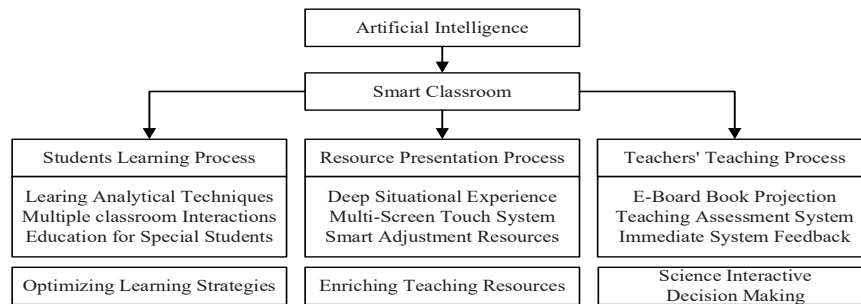 Artificial Intelligence
Smart Classroom
Students Learning Process
Learing Analytical Techniques
Multiple classroom Interactions
Education for Special Students
Optimizing Learning Strategies
Resource Presentation Process
Deep Situational Experience
Multi-Screen Touch System
Smart Adjustment Resources
Enriching Teaching Resources
Teachers' Teaching Process
E-Board Book Projection
Teaching Assessment System
Immediate System Feedback
Science Interactive
Decision Making